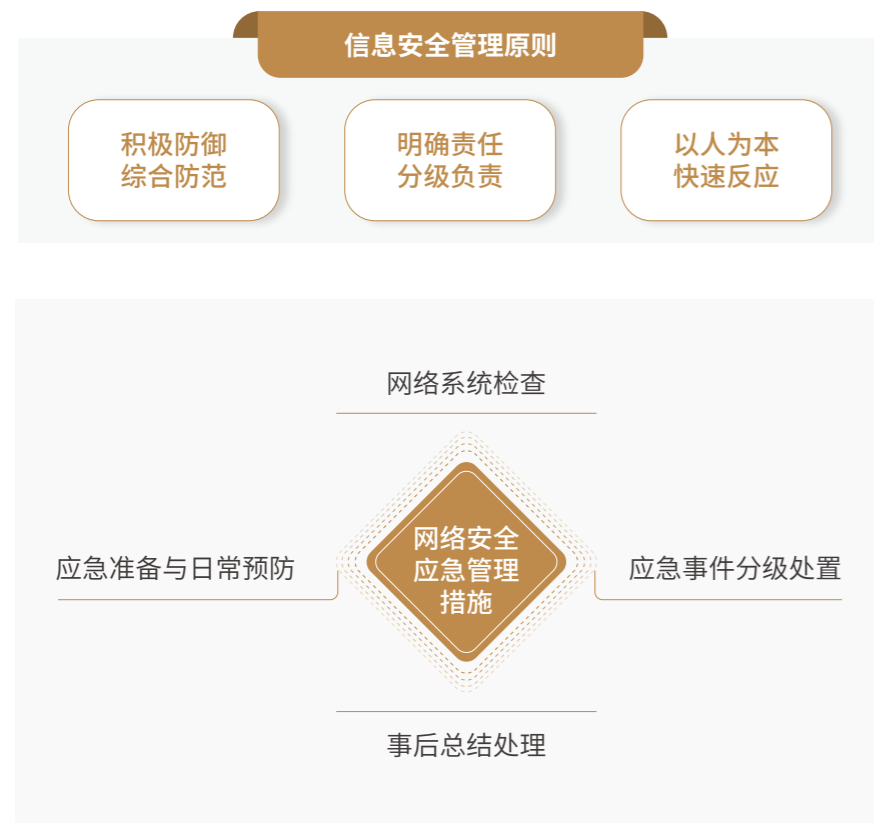 信息安全管理原则
积极防御
综合防范
明确责任
分级负责
以人为本
快速反应
网络系统检查
应急准备与日常预防
网络安全
应急管理
措施
应急事件分级处置
事后总结处理